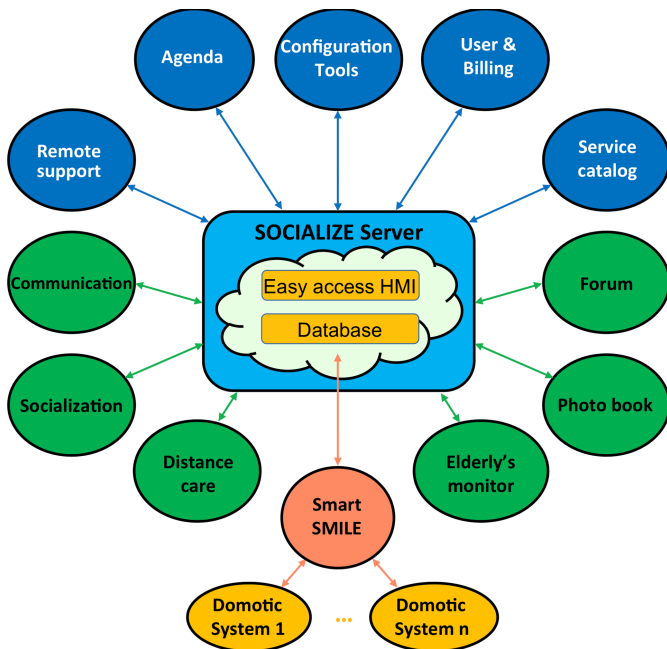 Agenda
Configuration
Tools
User &
Billing
Remote
support
Service
catalog
SOCIALIZE Server
Easy access HMI
Database
Communication
Forum
Socialization
Photo book
Distance
care
Elderly's
monitor
Smart
SMILE
Domotic
System 1
...
Domotic
System n